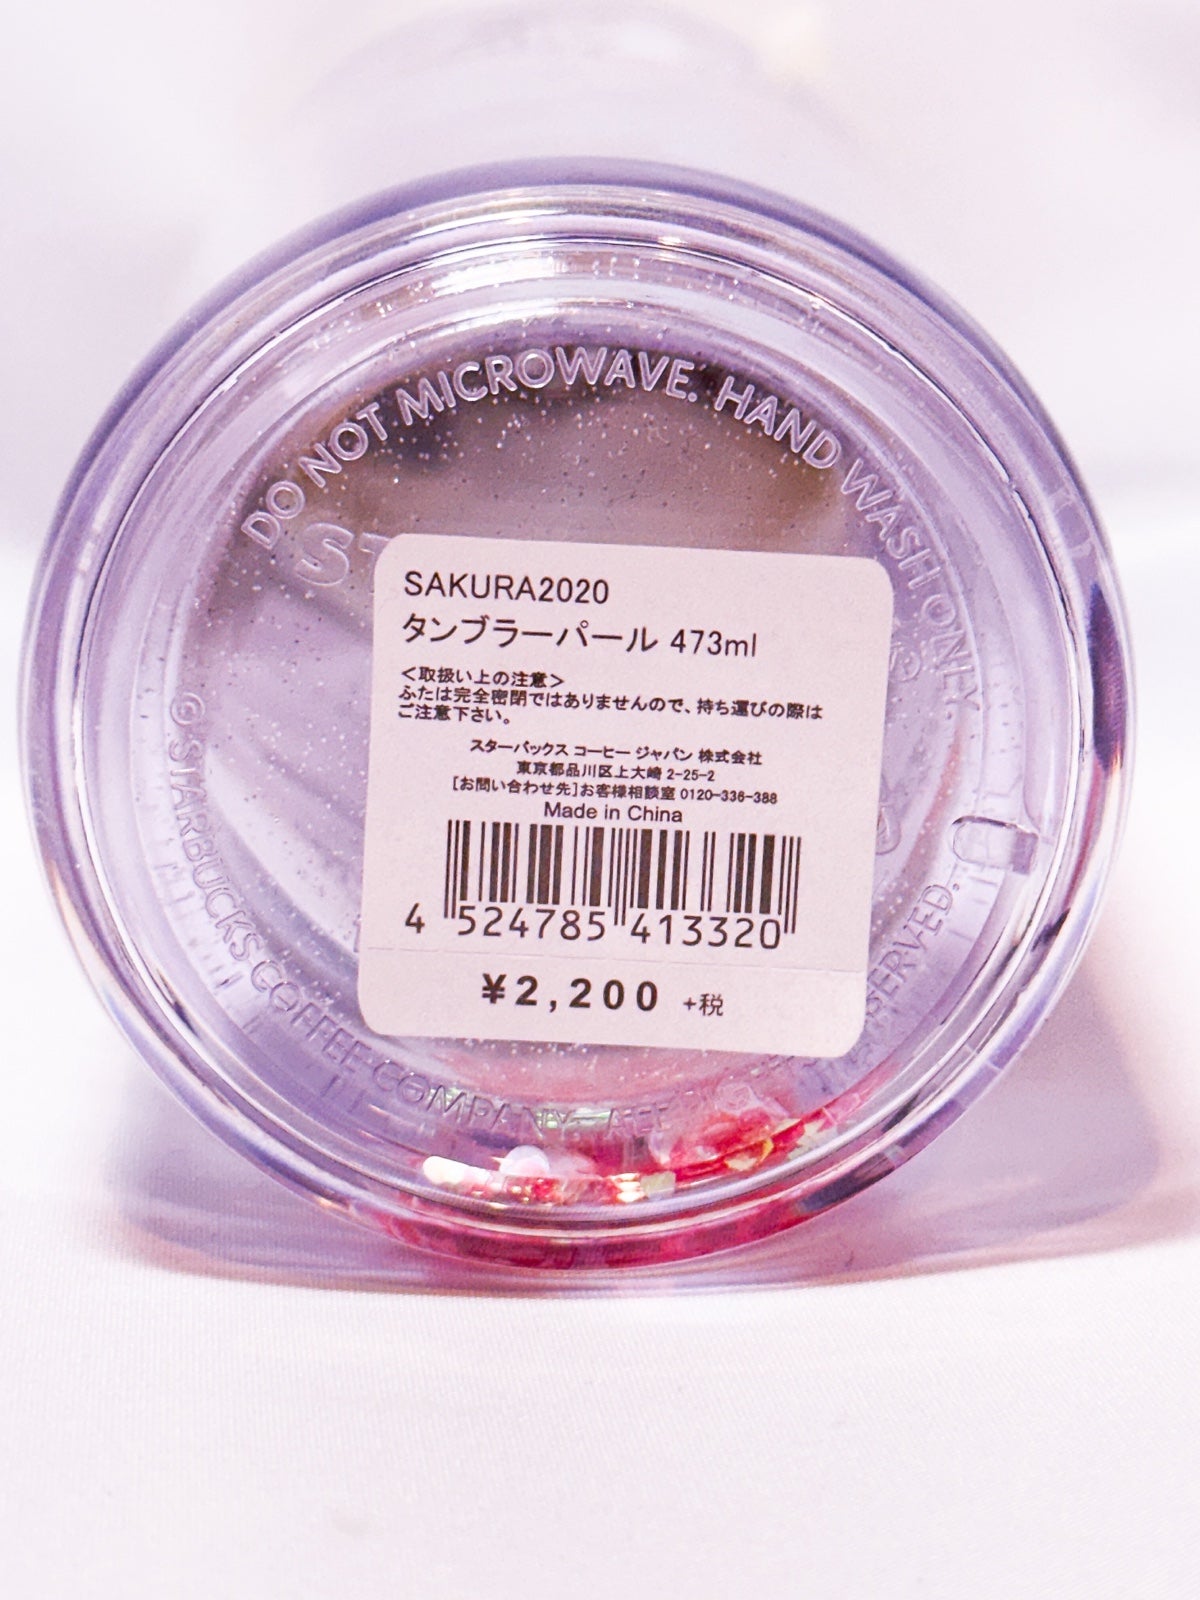 DO NOT MICROWAVE. HAND WASH ONLY.
SAKURA2020
タンブラーパール 473ml
＜取扱い上の注意＞
ふたは完全密閉ではありませんので、持ち運びの際は
ご注意下さい。
スターバックス コーヒー ジャパン 株式会社
東京都品川区上大崎 2-25-2
［お問い合わせ先］お客様相談室 0120-336-388
Made in China
4 524785 413320
¥2,200 +税
© STARBUCKS COFFEE COMPANY.